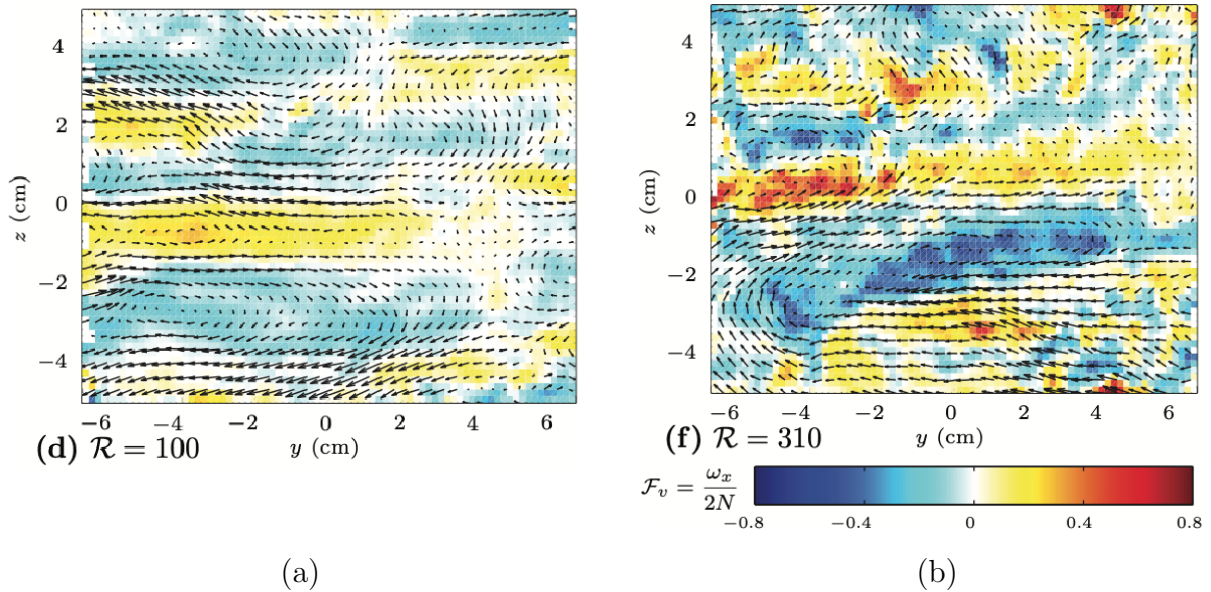 4
2
0
−2
−4
z (cm)
−6 −4 −2 0 2 4 6
(d) R = 100 y (cm)
(a)
4
2
0
−2
−4
z (cm)
−6 −4 −2 0 2 4 6
(f) R = 310 y (cm)
F_v = ω_x / 2N
−0.8 −0.4 0 0.4 0.8
(b)